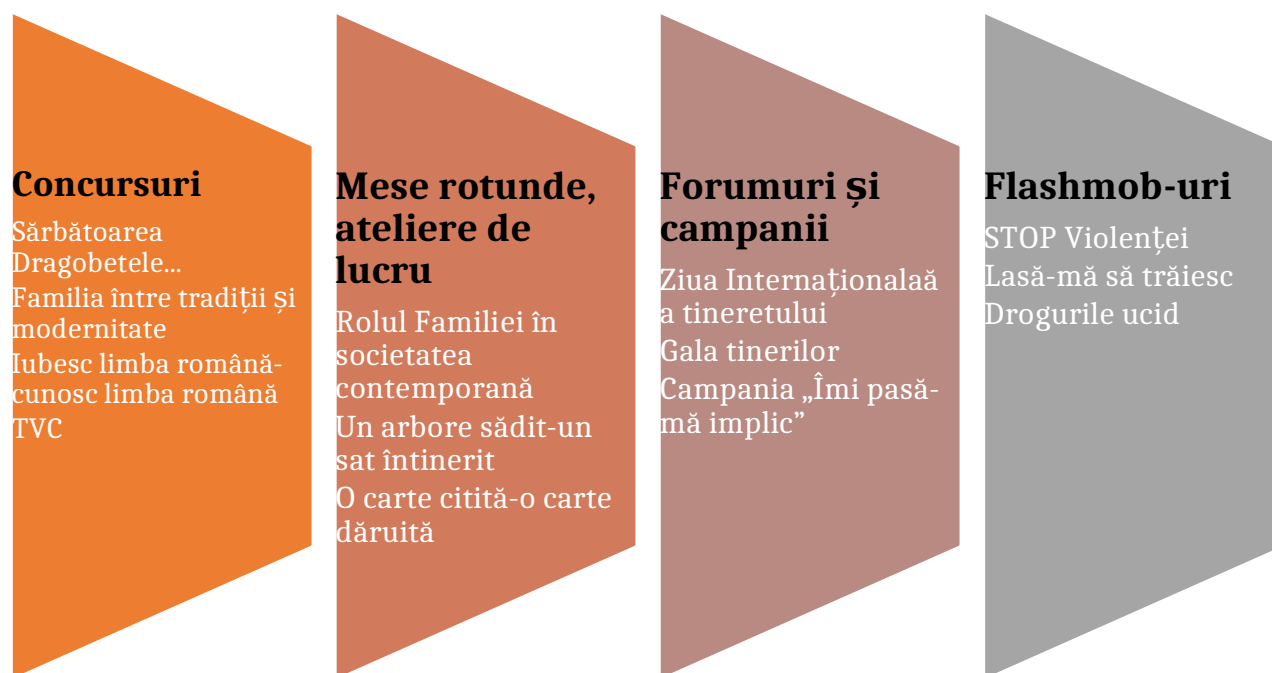 Concursuri
Sărbătoarea
Dragobetele...
Familia între tradiții și
modernitate
Iubesc limba română-
cunosc limba română
TVC
Mese rotunde,
ateliere de
lucru
Rolul Familiei în
societatea
contemporană
Un arbore sădit-un
sat întinerit
O carte citită-o carte
dăruită
Forumuri și
campanii
Ziua Internaționalaă
a tineretului
Gala tinerilor
Campania „Îmi pasă-
mă implic”
Flashmob-uri
STOP Violenței
Lasă-mă să trăiesc
Drogurile ucid